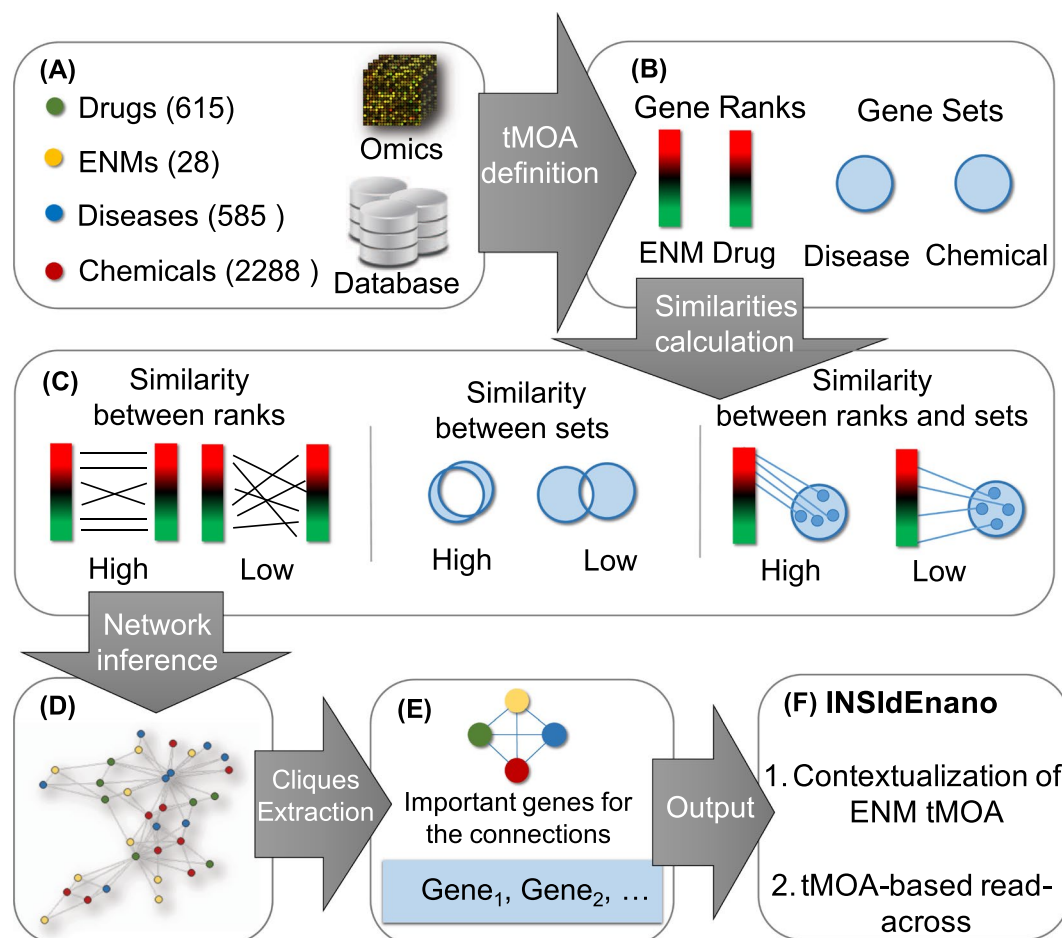 (A)
Drugs (615)
ENMs (28)
Diseases (585 )
Chemicals (2288 )
Omics
Database
tMOA
definition
(B)
Gene Ranks
Gene Sets
ENM Drug
Disease
Chemical
Similarities
calculation
(C)
Similarity
between ranks
High
Low
Similarity
between sets
High
Low
Similarity
between ranks and sets
High
Low
Network
inference
(D)
Cliques
Extraction
(E)
Important genes for
the connections
Gene₁, Gene₂, …
Output
(F) INSIdEnano
1. Contextualization of
ENM tMOA
2. tMOA-based read-
across